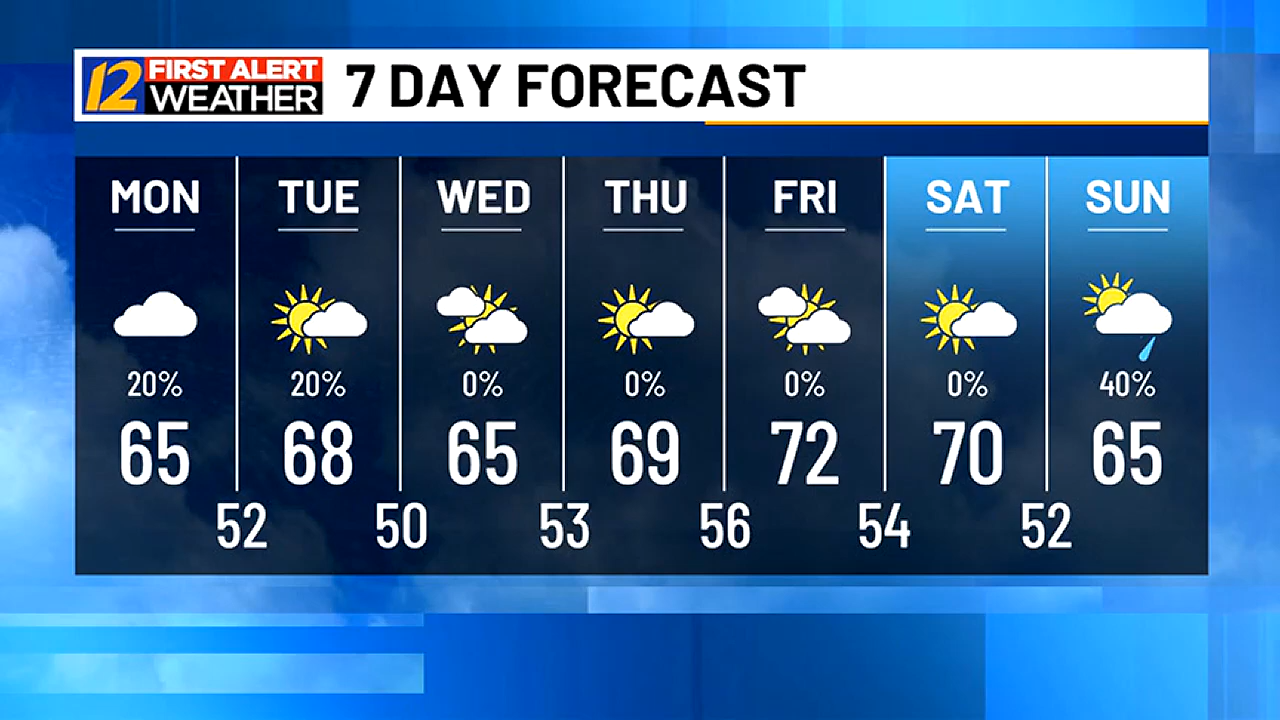 12 FIRST ALERT WEATHER 7 DAY FORECAST
MON TUE WED THU FRI SAT SUN
20% 20% 0% 0% 0% 0% 40%
65 68 65 69 72 70 65
52 50 53 56 54 52